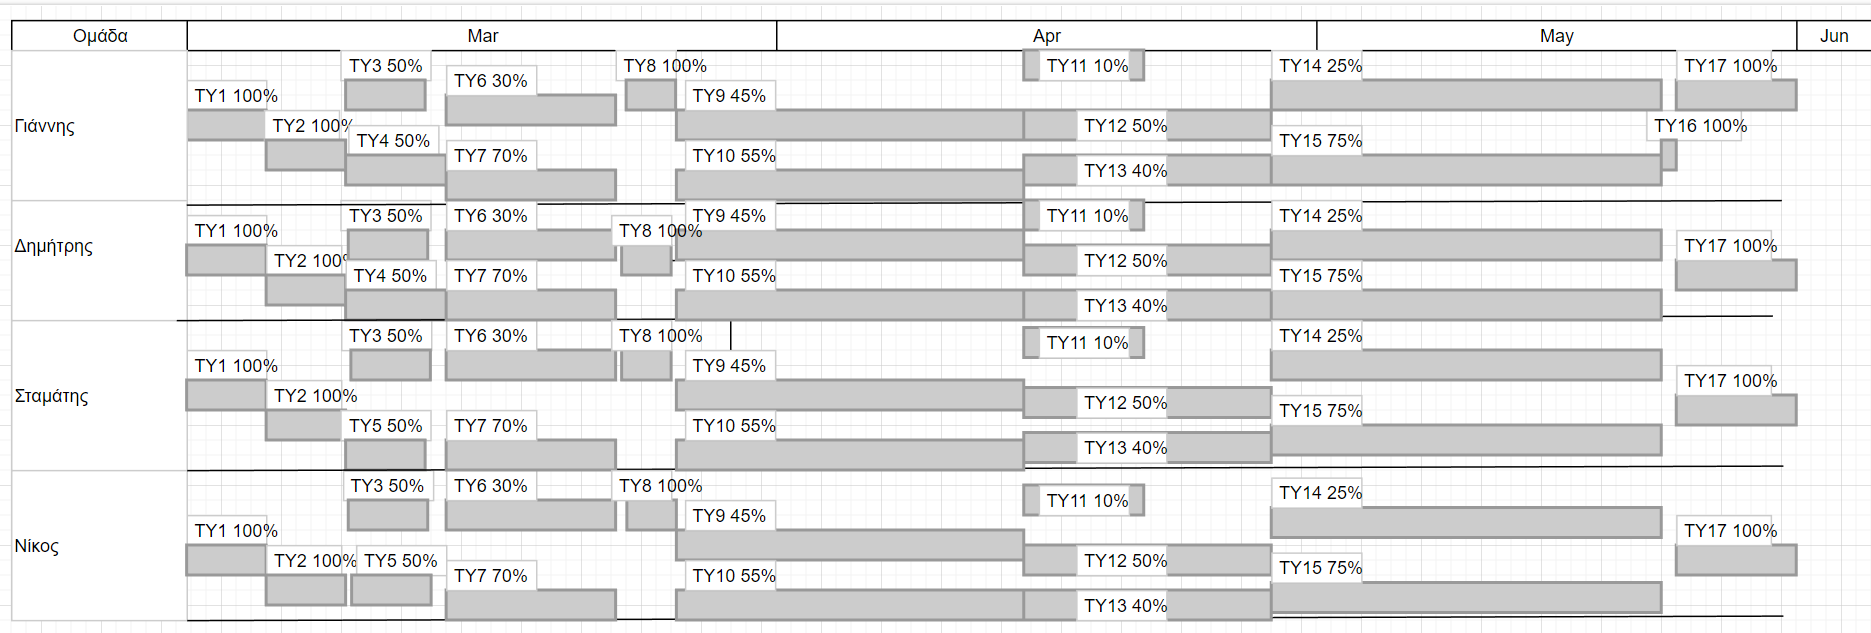 Ομάδα Mar Apr May Jun
Γιάννης
TY3 50% TY8 100% TY11 10% TY14 25% TY17 100%
TY6 30%
TY1 100% TY9 45%
TY2 100% TY12 50% TY16 100%
TY4 50% TY15 75%
TY7 70% TY10 55%
TY13 40%
Δημήτρης
TY3 50% TY6 30% TY9 45% TY11 10% TY14 25%
TY1 100% TY8 100%
TY17 100%
TY2 100% TY12 50%
TY4 50% TY7 70% TY10 55% TY15 75%
TY13 40%
Σταμάτης
TY3 50% TY6 30% TY8 100% TY11 10% TY14 25%
TY1 100% TY9 45%
TY17 100%
TY2 100% TY12 50%
TY5 50% TY7 70% TY10 55% TY15 75%
TY13 40%
Νίκος
TY3 50% TY6 30% TY8 100% TY11 10% TY14 25%
TY9 45%
TY1 100% TY17 100%
TY2 100% TY5 50% TY12 50% TY15 75%
TY7 70% TY10 55%
TY13 40%